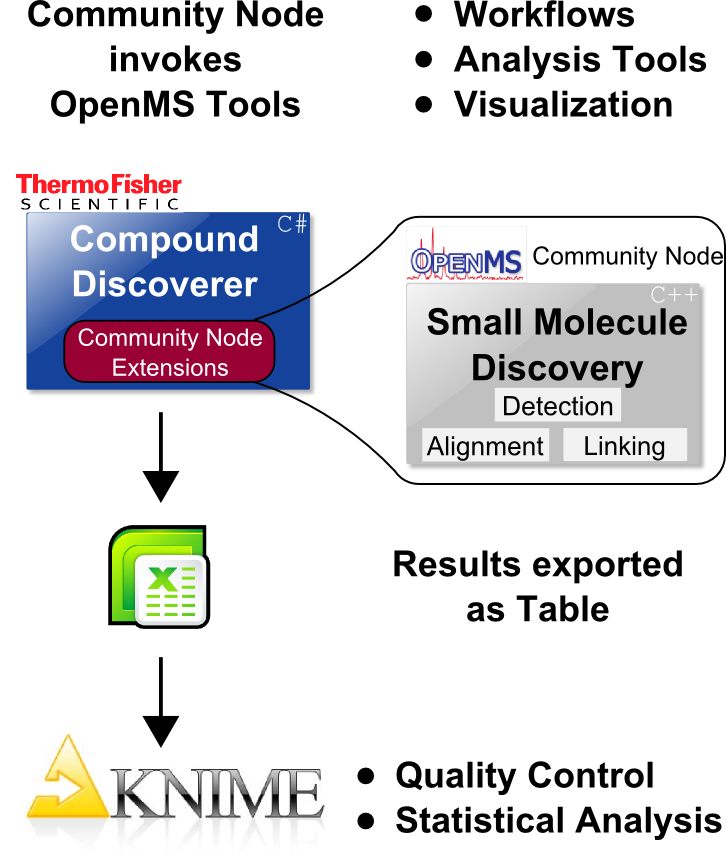 Community Node
invokes
OpenMS Tools
• Workflows
• Analysis Tools
• Visualization
ThermoFisher
SCIENTIFIC
C#
Compound
Discoverer
Community Node
Extensions
OPENMS
Community Node
C++
Small Molecule
Discovery
Detection
Alignment
Linking
X
Results exported
as Table
KNIME
• Quality Control
• Statistical Analysis